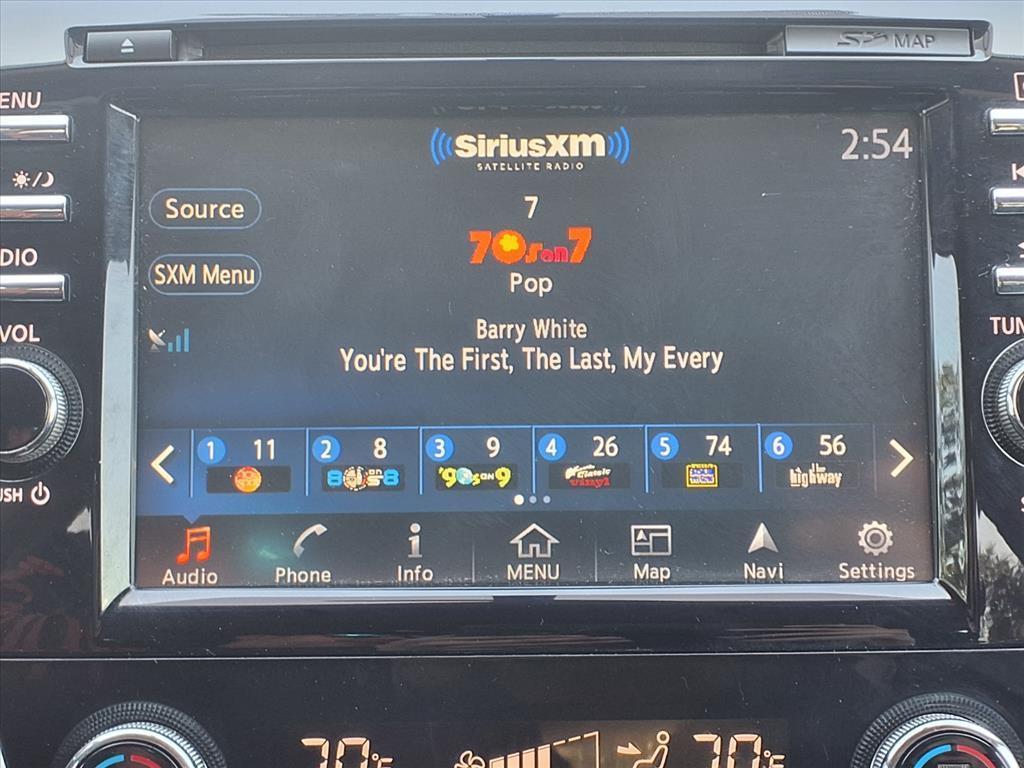 SD MAP
ENU
DIO
VOL
USH
TUN
SiriusXM
SATELLITE RADIO
2:54
Source
SXM Menu
7
70s on 7
Pop
Barry White
You're The First, The Last, My Every
1 11
2 8
80s on 8
3 9
'90s on 9
4 26
Classic vinyl
5 74
6 56
the highway
Audio
Phone
Info
MENU
Map
Navi
Settings
70°F
70°F